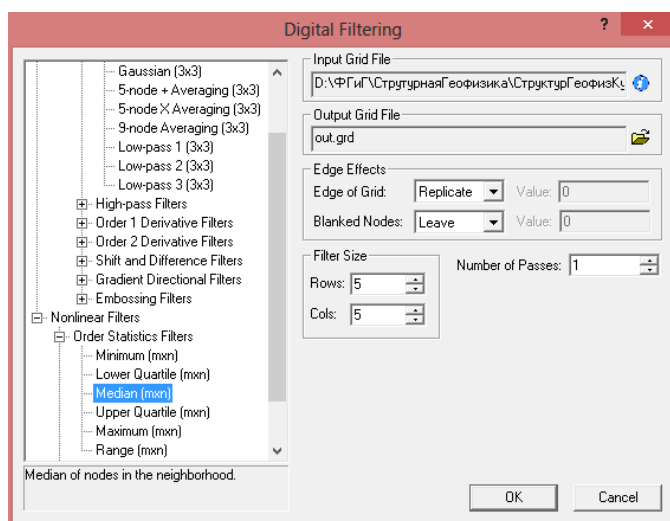 Digital Filtering
?
×
Gaussian (3x3)
5-node + Averaging (3x3)
5-node X Averaging (3x3)
9-node Averaging (3x3)
Low-pass 1 (3x3)
Low-pass 2 (3x3)
Low-pass 3 (3x3)
High-pass Filters
Order 1 Derivative Filters
Order 2 Derivative Filters
Shift and Difference Filters
Gradient Directional Filters
Embossing Filters
Nonlinear Filters
Order Statistics Filters
Minimum (mxn)
Lower Quartile (mxn)
Median (mxn)
Upper Quartile (mxn)
Maximum (mxn)
Range (mxn)
Median of nodes in the neighborhood.
Input Grid File
D:\ФГиГ\СтрутурнаяГеофизика\СтруктурГеофизКу
Output Grid File
out.grd
Edge Effects
Edge of Grid: Replicate Value: 0
Blanked Nodes: Leave Value: 0
Filter Size
Rows: 5
Cols: 5
Number of Passes: 1
OK Cancel